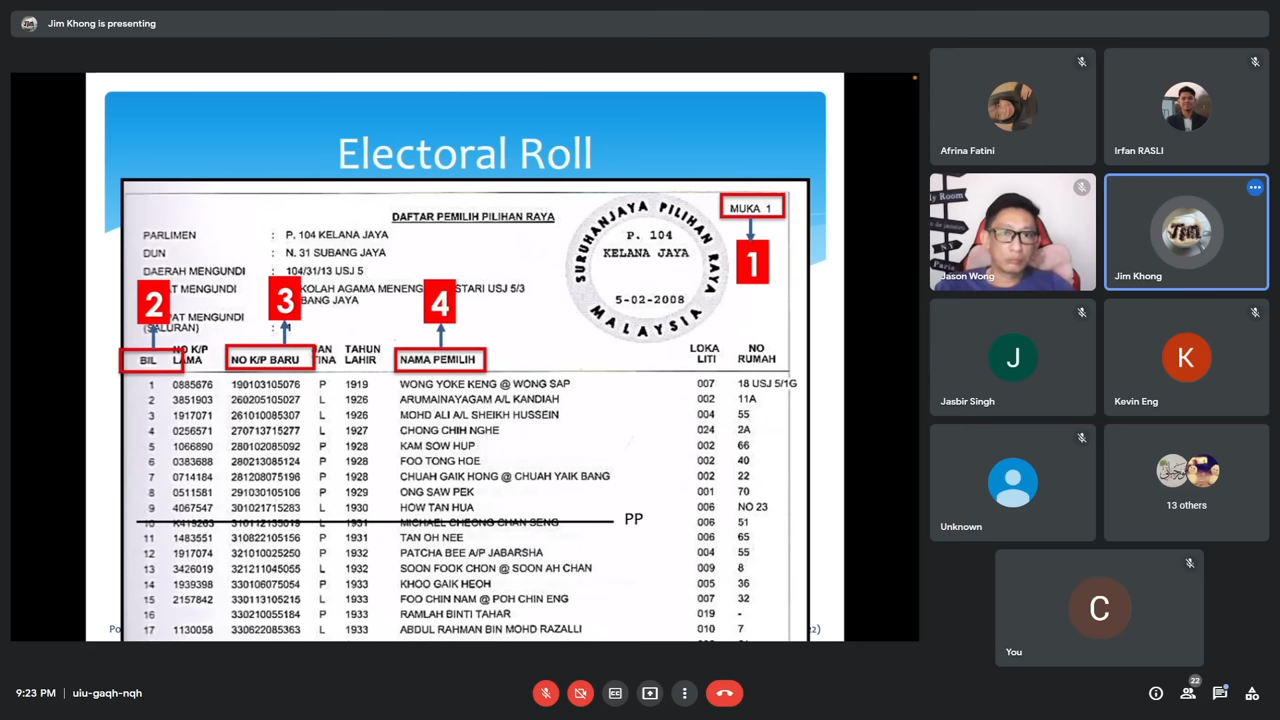 Jim Khong is presenting
Electoral Roll
MUKA 1
DAFTAR PEMILIH PILIHAN RAYA
SURUHANJAYA PILIHAN RAYA
MALAYSIA
P. 104
KELANA JAYA
5-02-2008
1
PARLIMEN : P. 104 KELANA JAYA
DUN : N. 31 SUBANG JAYA
DAERAH MENGUNDI : 104/31/13 USJ 5
MENGUNDI KOLAH AGAMA MENENG STARI USJ 5/3
BANG JAYA
MENGUNDI
(SALURAN) :
2
3
4
BIL NO K/P LAMA NO K/P BARU TAHUN LAHIR NAMA PEMILIH LOKA LITI NO RUMAH
1 0885676 190103105076 P 1919 WONG YOKE KENG @ WONG SAP 007 18 USJ 5/1G
2 3851903 260205105027 L 1926 ARUMAINAYAGAM A/L KANDIAH 002 11A
3 1917071 261010085307 L 1926 MOHD ALI A/L SHEIKH HUSSEIN 004 55
4 0256571 270713715277 L 1927 CHONG CHIH NGHE 024 2A
5 1066890 280102085092 P 1928 KAM SOW HUP 002 66
6 0383688 280213085124 P 1928 FOO TONG HOE 002 40
7 0714184 281208075196 P 1928 CHUAH GAIK HONG @ CHUAH YAIK BANG 002 22
8 0511581 291030105106 P 1929 ONG SAW PEK 001 70
9 4067547 301021715283 L 1930 HOW TAN HUA 006 NO 23
10 K419263 310112135019 L 1931 MICHAEL CHEONG CHAN SENG 006 51
PP
11 1483551 310822105156 P 1931 TAN OH NEE 006 65
12 1917074 321010025250 P 1932 PATCHA BEE A/P JABARSHA 004 55
13 3426019 321211045055 L 1932 SOON FOOK CHON @ SOON AH CHAN 009 8
14 1939398 330106075054 P 1933 KHOO GAIK HEOH 005 36
15 2157842 330113105215 L 1933 FOO CHIN NAM @ POH CHIN ENG 007 32
16 330210055184 P 1933 RAMLAH BINTI TAHAR 019 -
17 1130058 330622085363 L 1933 ABDUL RAHMAN BIN MOHD RAZALLI 010 7
Afrina Fatini
Irfan RASLI
Jason Wong
Jim Khong
J
Jasbir Singh
K
Kevin Eng
Unknown
13 others
C
You
9:23 PM | uiu-gaqh-nqh
22